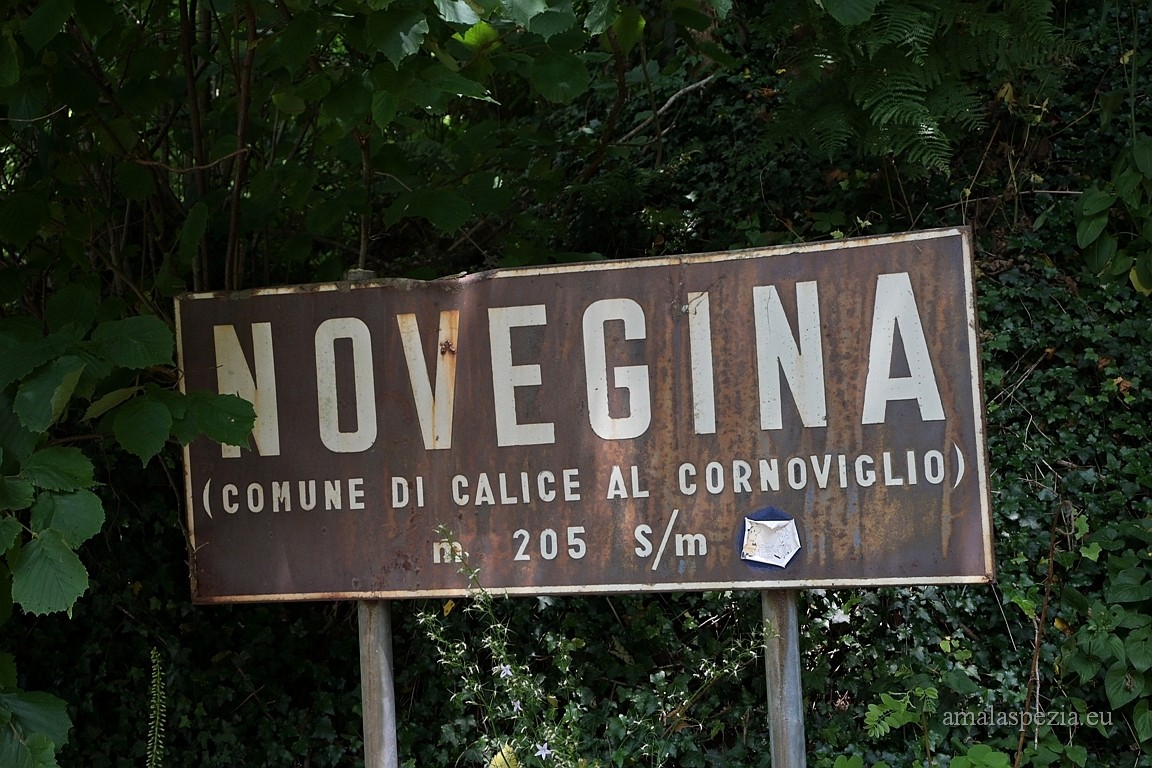 NOVEGINA
(COMUNE DI CALICE AL CORNOVIGLIO)
m 205 S/m
amalaspezia.eu